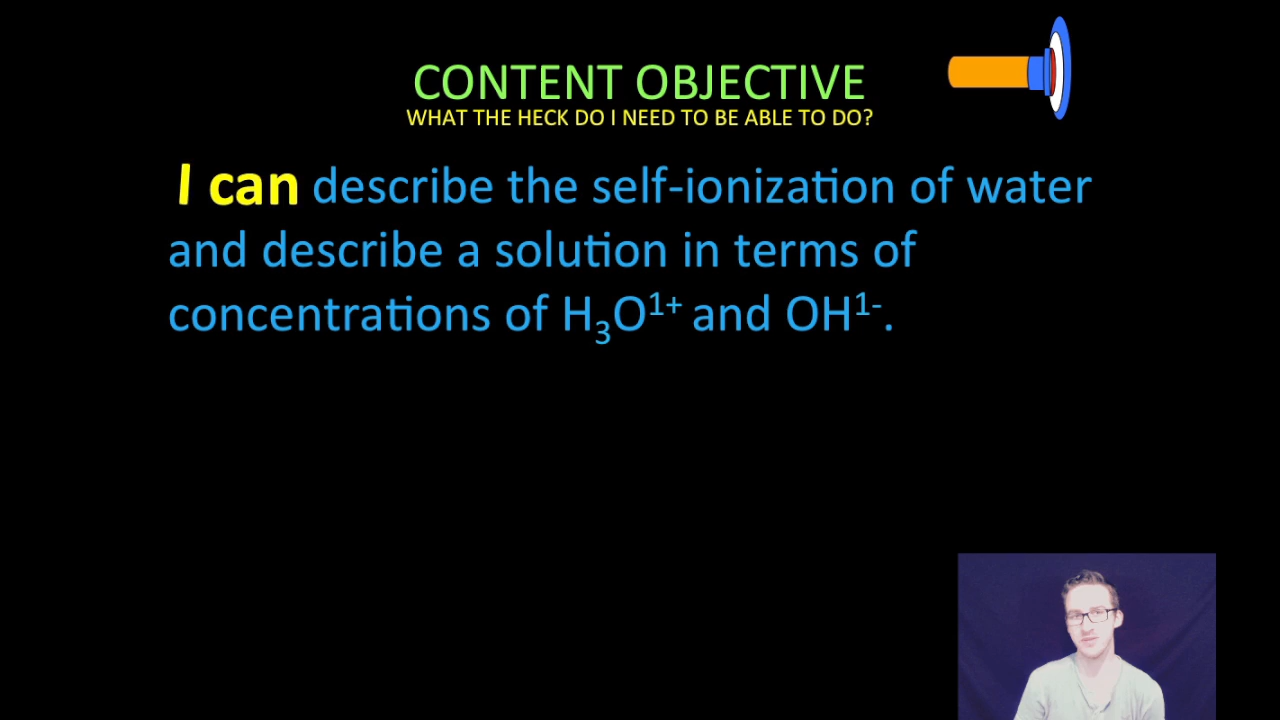 CONTENT OBJECTIVE
WHAT THE HECK DO I NEED TO BE ABLE TO DO?
I can describe the self-ionization of water
and describe a solution in terms of
concentrations of H₃O¹⁺ and OH¹⁻.